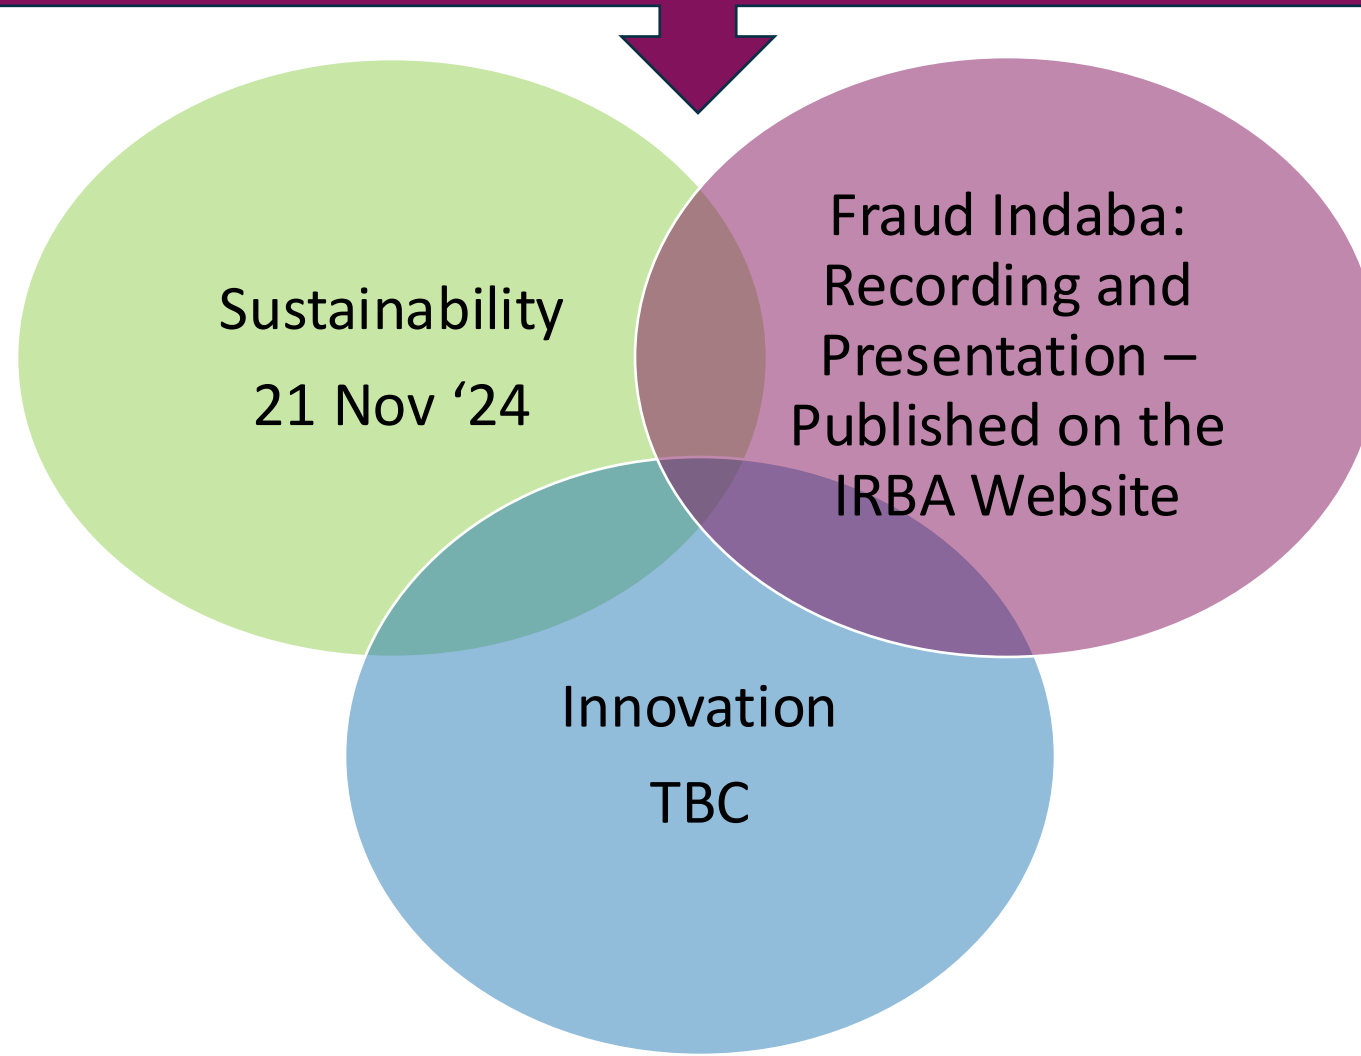 Sustainability
21 Nov ‘24
Fraud Indaba:
Recording and
Presentation –
Published on the
IRBA Website
Innovation
TBC